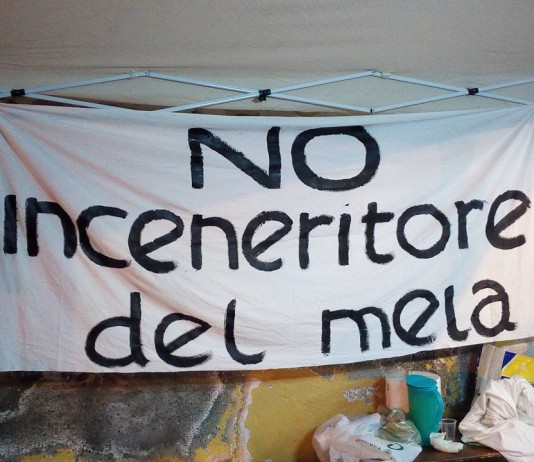 NO
inceneritore
del mela